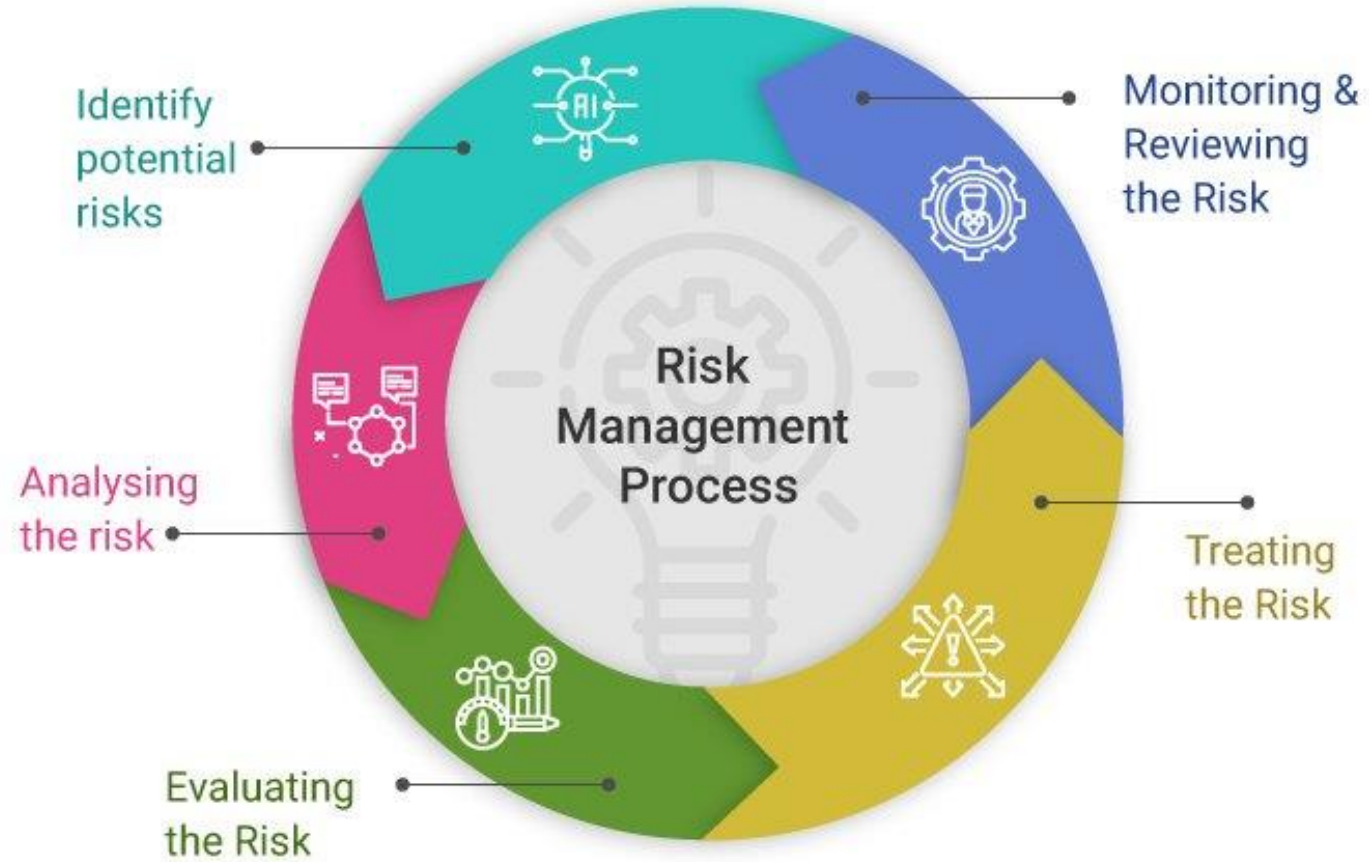 Identify
potential
risks
Monitoring &
Reviewing
the Risk
AI
Risk
Management
Process
Analysing
the risk
Treating
the Risk
Evaluating
the Risk